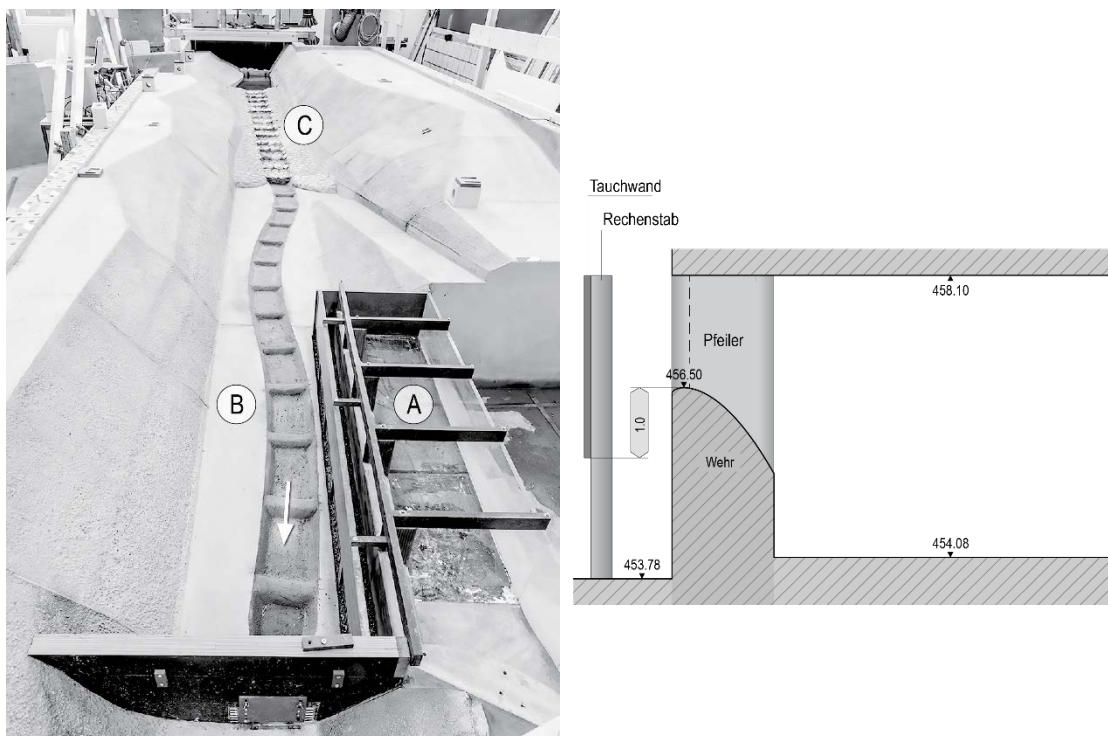 C
B
A
Tauchwand
Rechenstab
458.10
Pfeiler
456.50
1.0
Wehr
454.08
453.78